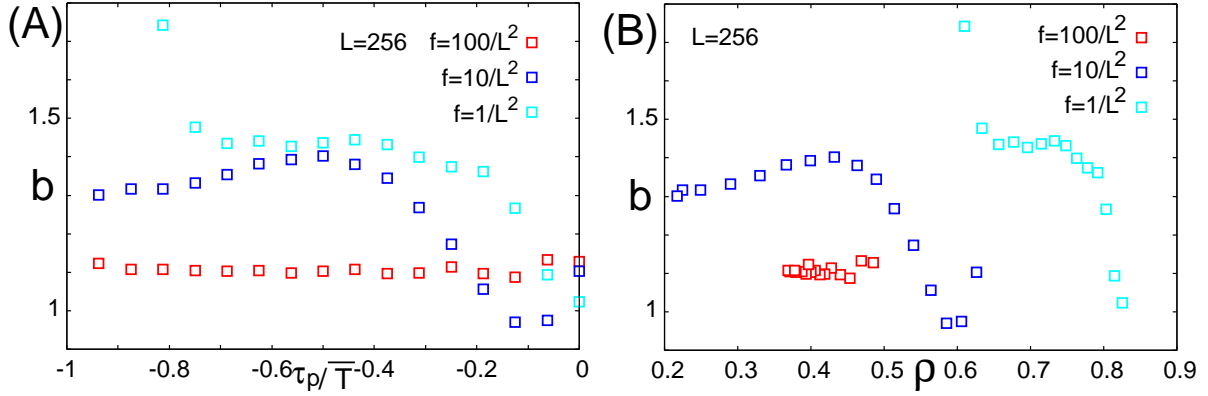 (A)
L=256 f=100/L²
f=10/L²
f=1/L²
1.5
b
1
-1 -0.8 -0.6 -0.4 -0.2 0
τp/T̅
(B)
L=256 f=100/L²
f=10/L²
f=1/L²
1.5
b
1
0.2 0.3 0.4 0.5 0.6 0.7 0.8 0.9
ρ